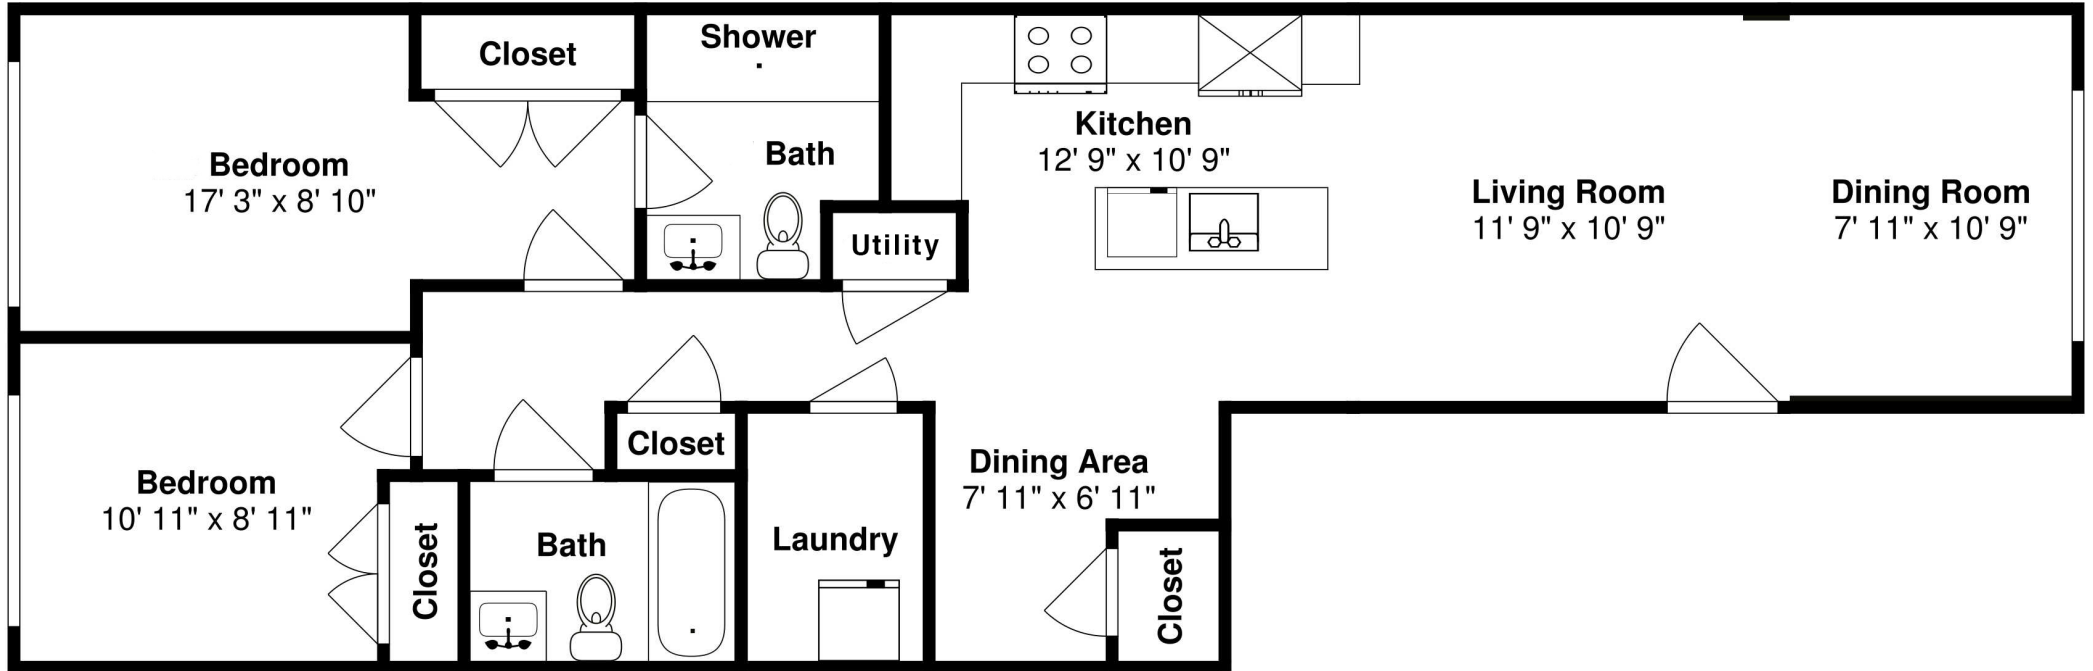 Closet
Shower
Bath
Bedroom
17' 3" x 8' 10"
Utility
Kitchen
12' 9" x 10' 9"
Living Room
11' 9" x 10' 9"
Dining Room
7' 11" x 10' 9"
Bedroom
10' 11" x 8' 11"
Closet
Bath
Closet
Laundry
Dining Area
7' 11" x 6' 11"
Closet